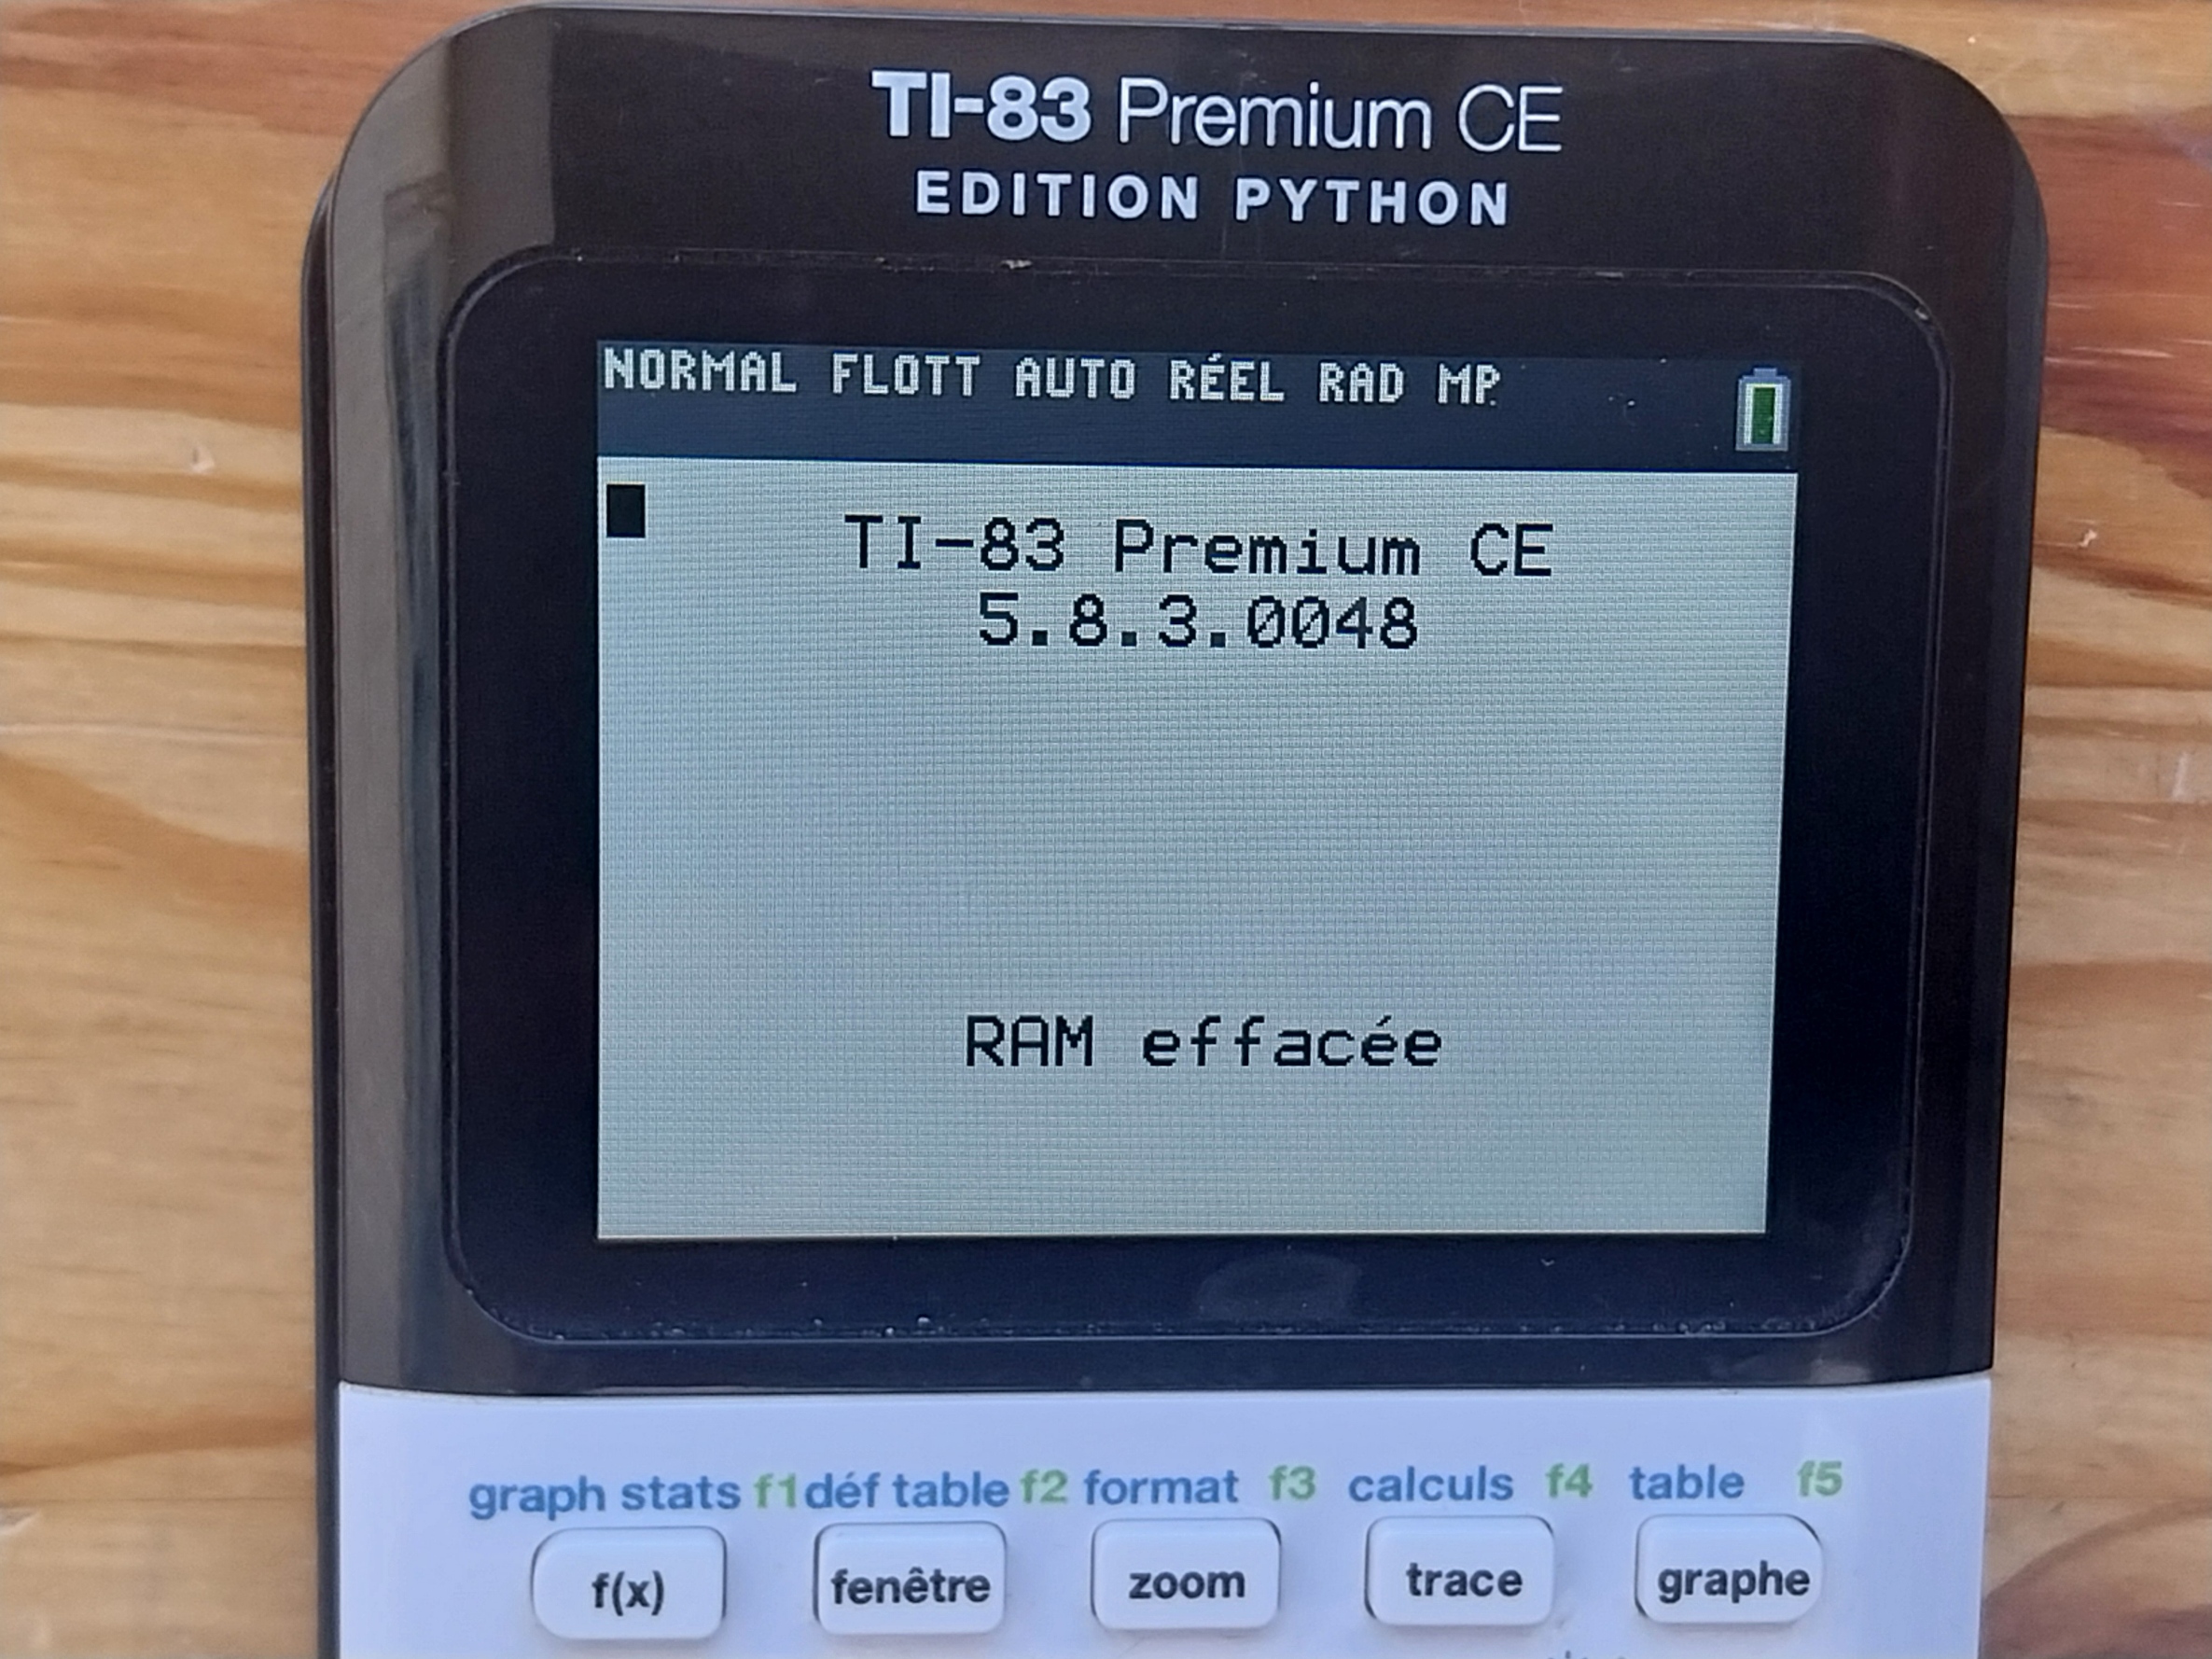 TI-83 Premium CE
EDITION PYTHON
NORMAL FLOTT AUTO RÉEL RAD MP
TI-83 Premium CE
5.8.3.0048
RAM effacée
graph stats f1 déf table f2 format f3 calculs f4 table f5
f(x) fenêtre zoom trace graphe